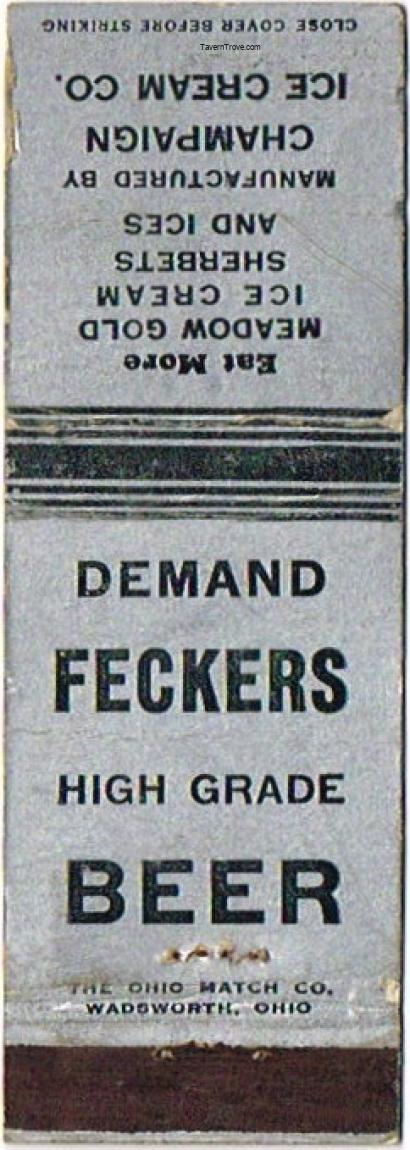 CLOSE COVER BEFORE STRIKING
TavernTrove.com
Eat More
MEADOW GOLD
ICE CREAM
SHERBETS
AND ICES
MANUFACTURED BY
CHAMPAIGN
ICE CREAM CO.
DEMAND
FECKERS
HIGH GRADE
BEER
THE OHIO MATCH CO.
WADSWORTH, OHIO